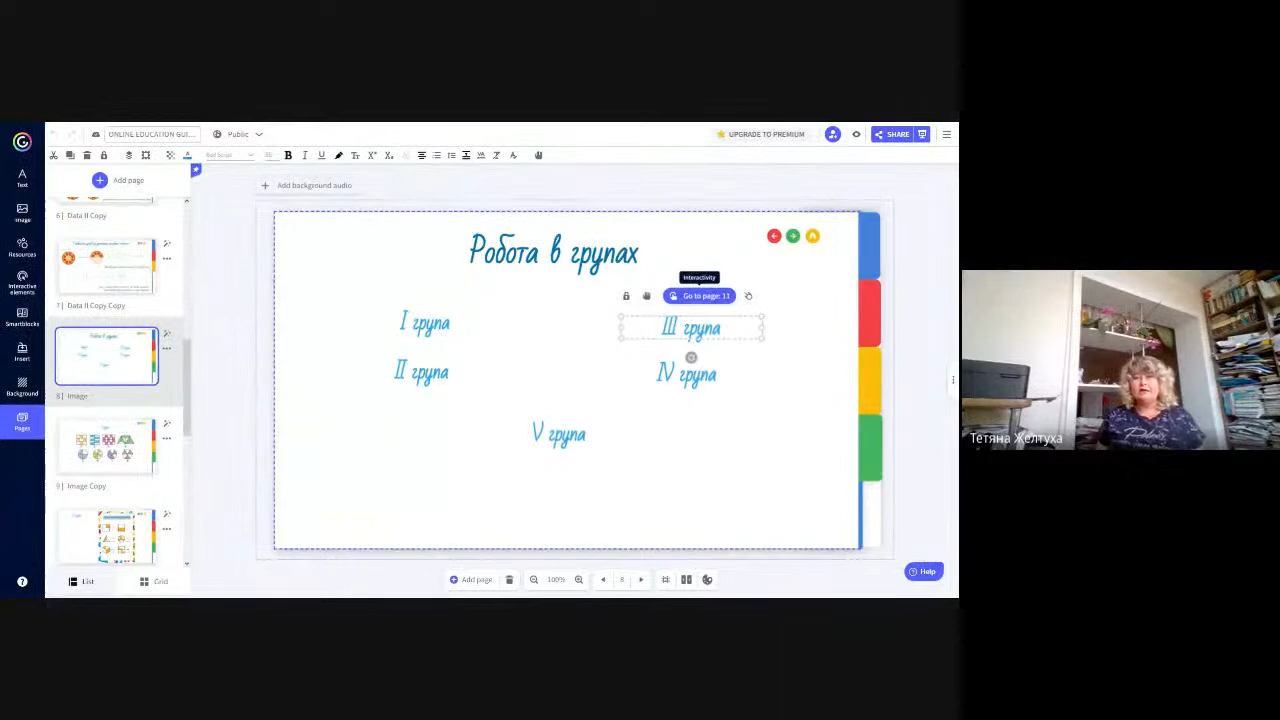 ONLINE EDUCATION GUI...
Public
UPGRADE TO PREMIUM
SHARE
Text
Image
Resources
Interactive
elements
Smartblocks
Insert
Background
Pages
Add page
6| Data II Copy
7| Data II Copy Copy
8| Image
9| Image Copy
List
Grid
Add background audio
Робота в групах
Interactivity
Go to page: 11
I група
III група
II група
IV група
V група
Add page
100%
8
Help
Тетяна Желтуха